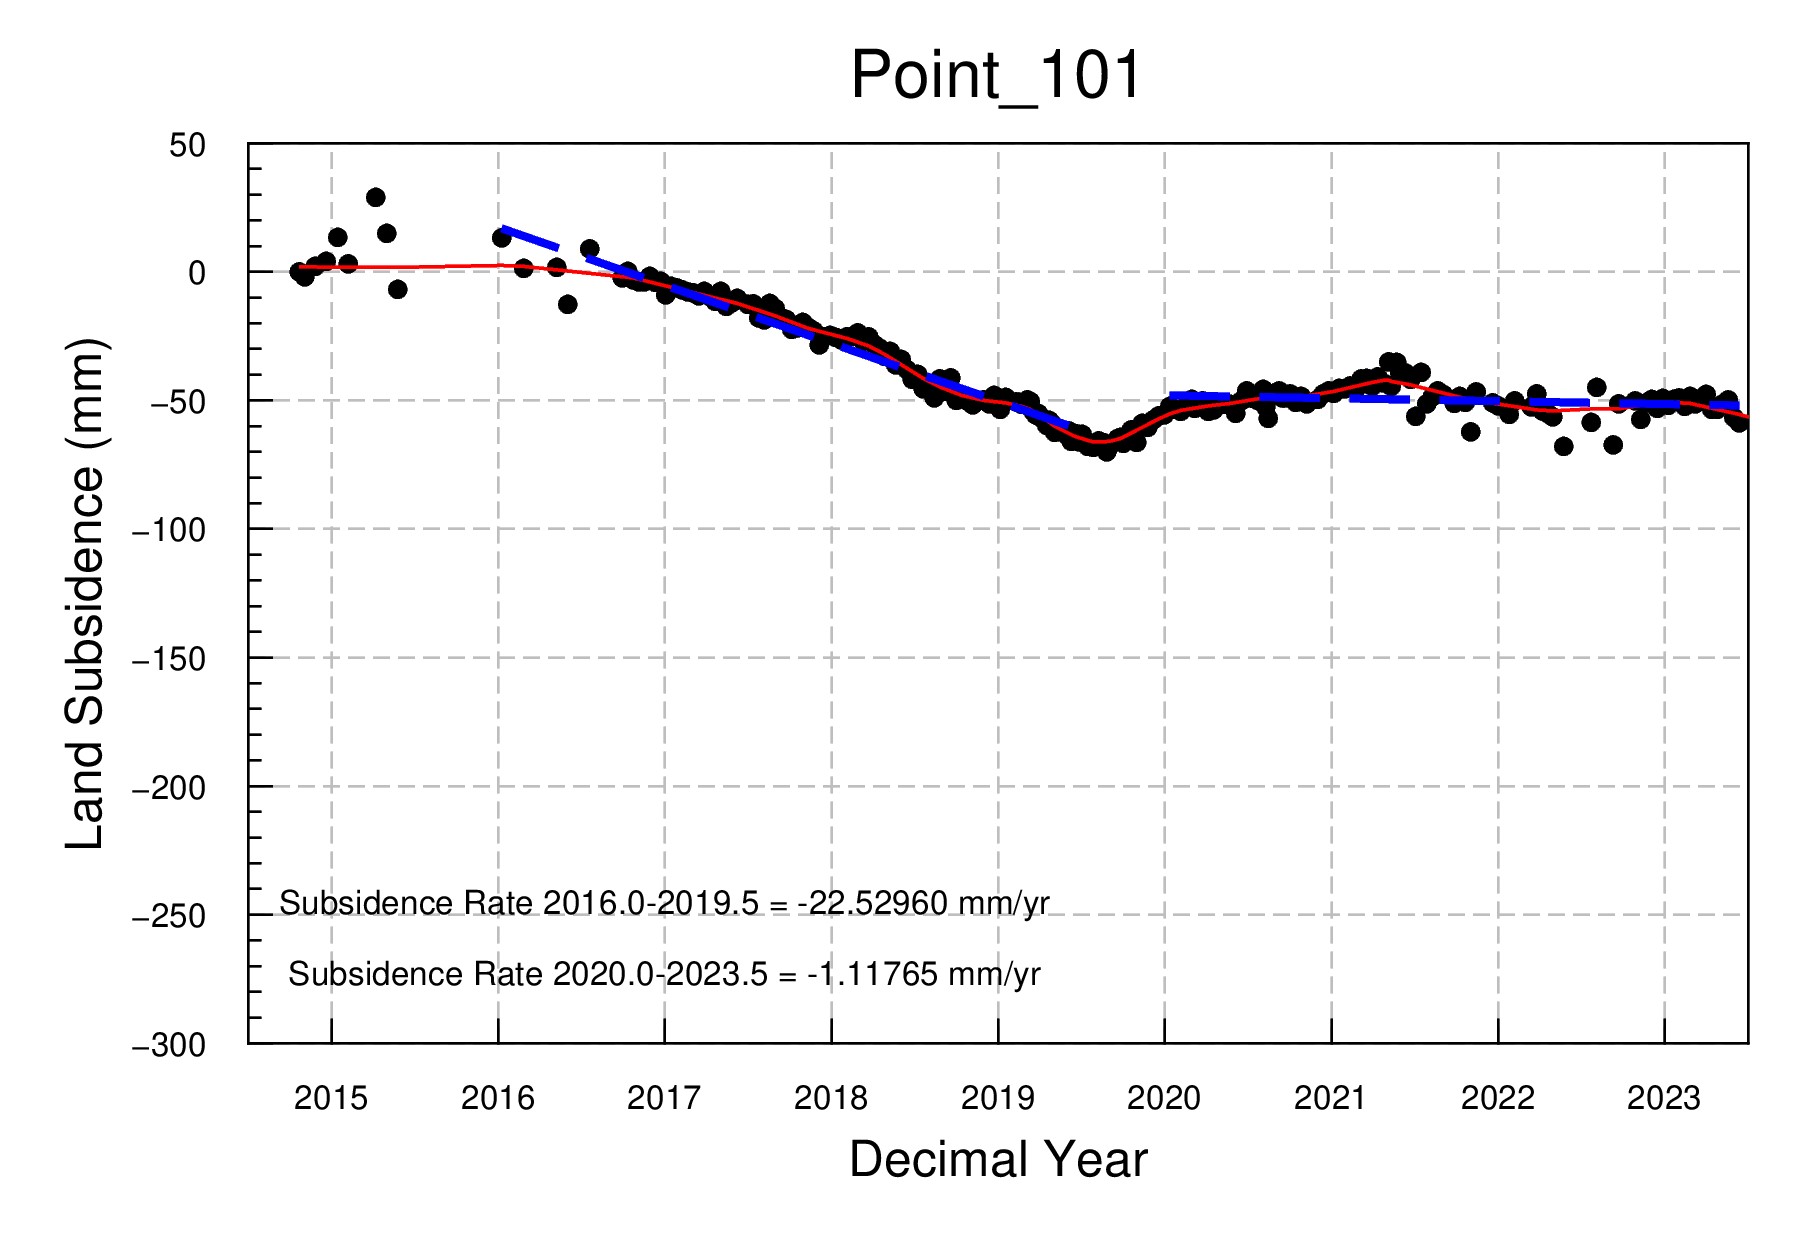 Point_101
50
0
−50
−100
−150
−200
−250
−300
Land Subsidence (mm)
Subsidence Rate 2016.0-2019.5 = -22.52960 mm/yr
Subsidence Rate 2020.0-2023.5 = -1.11765 mm/yr
2015 2016 2017 2018 2019 2020 2021 2022 2023
Decimal Year